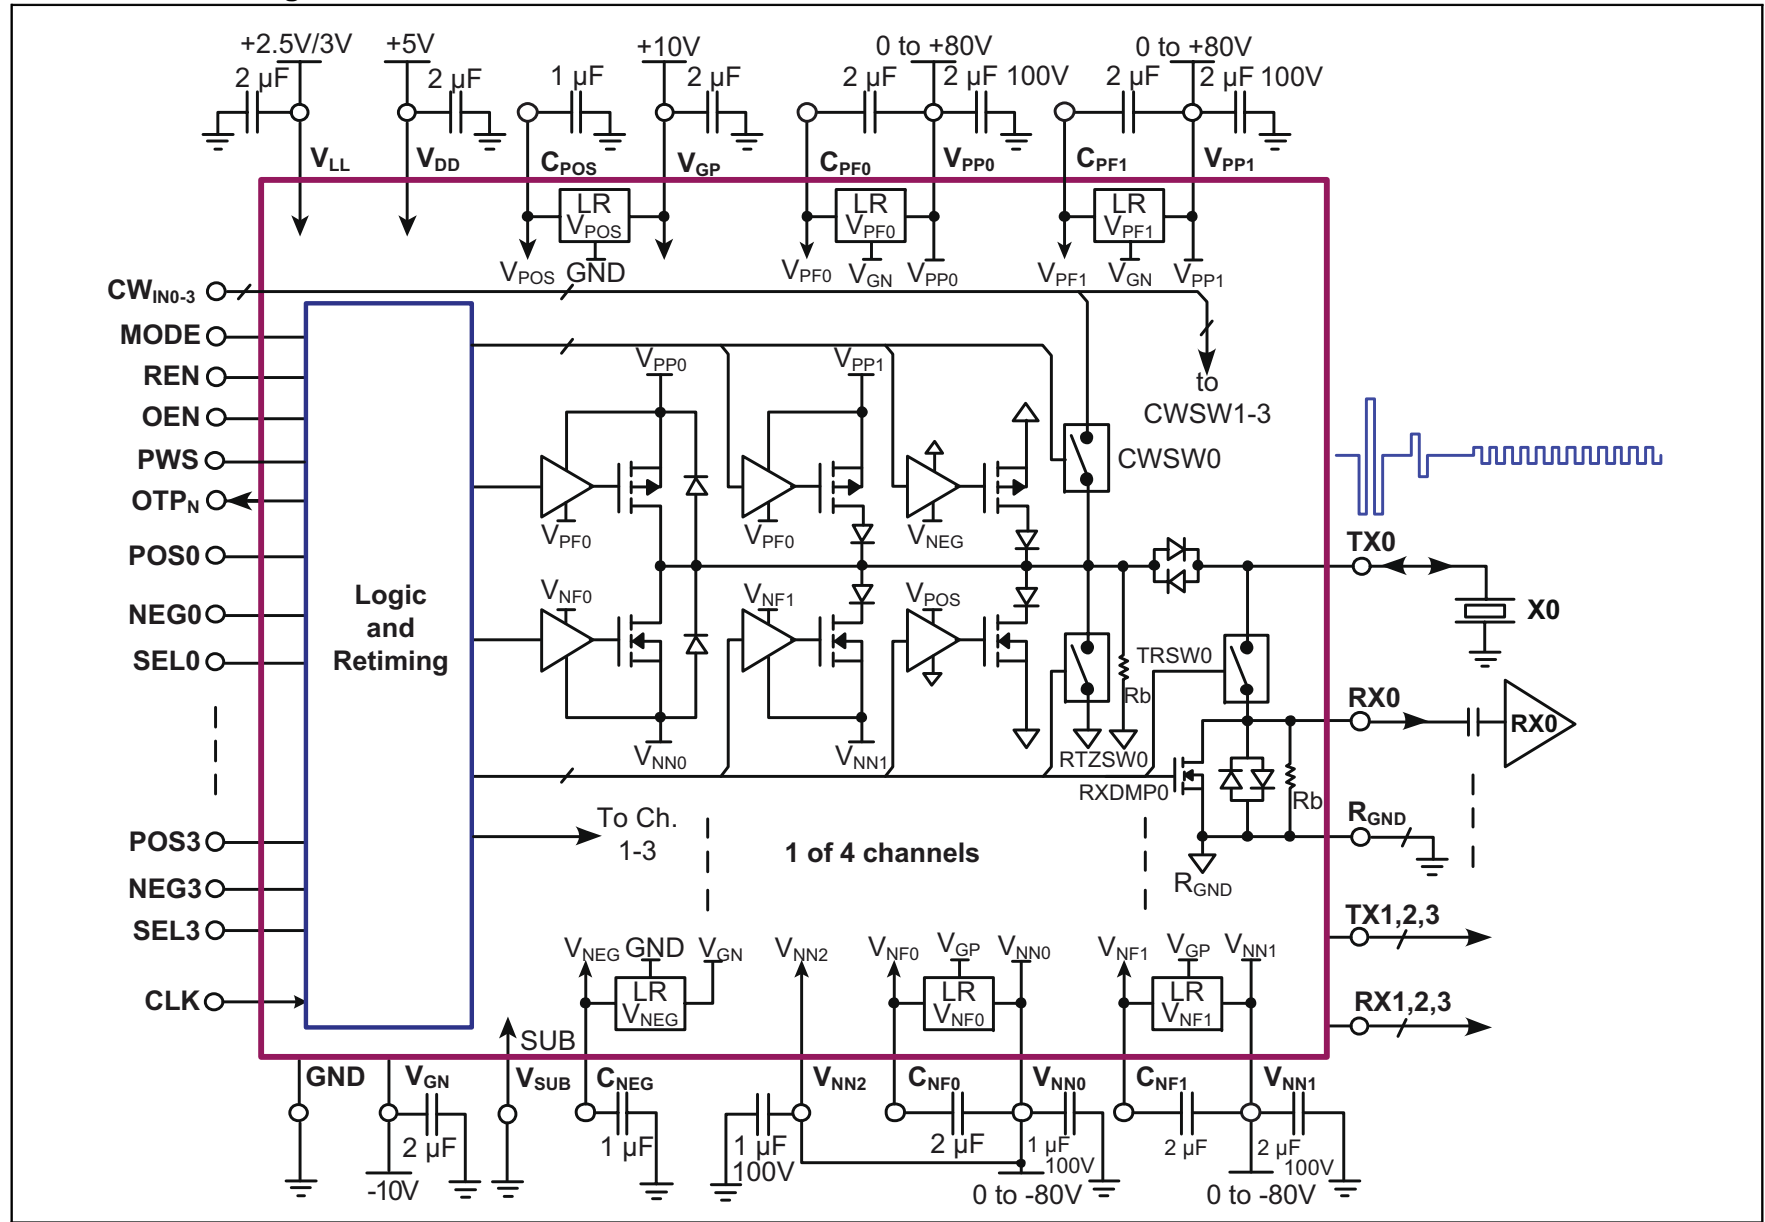 +2.5V/3V
+5V
+10V
0 to +80V
0 to +80V
2 µF
2 µF
1 µF
2 µF
2 µF
2 µF 100V
2 µF
2 µF 100V
VLL
VDD
CPOS
VGP
CPF0
VPP0
CPF1
VPP1
LR
VPOS
LR
VPF0
LR
VPF1
VPOS
GND
VPF0
VGN
VPP0
VPF1
VGN
VPP1
CWIN0-3
MODE
REN
OEN
PWS
OTPN
POS0
NEG0
SEL0
POS3
NEG3
SEL3
CLK
Logic
and
Retiming
VPP0
VPP1
to
CWSW1-3
CWSW0
VPF0
VPF0
VNEG
VNF0
VNF1
VPOS
TX0
X0
TRSW0
Rb
RX0
RX0
VNN0
VNN1
RTZSW0
RXDMP0
Rb
RGND
RGND
To Ch.
1-3
1 of 4 channels
TX1,2,3
RX1,2,3
VNEG
GND
VGN
VNN2
VNF0
VGP
VNN0
VNF1
VGP
VNN1
LR
VNEG
LR
VNF0
LR
VNF1
SUB
GND
VGN
VSUB
CNEG
VNN2
CNF0
VNN0
CNF1
VNN1
2 µF
1 µF
1 µF
100V
2 µF
1 µF
100V
2 µF
2 µF
100V
-10V
0 to -80V
0 to -80V